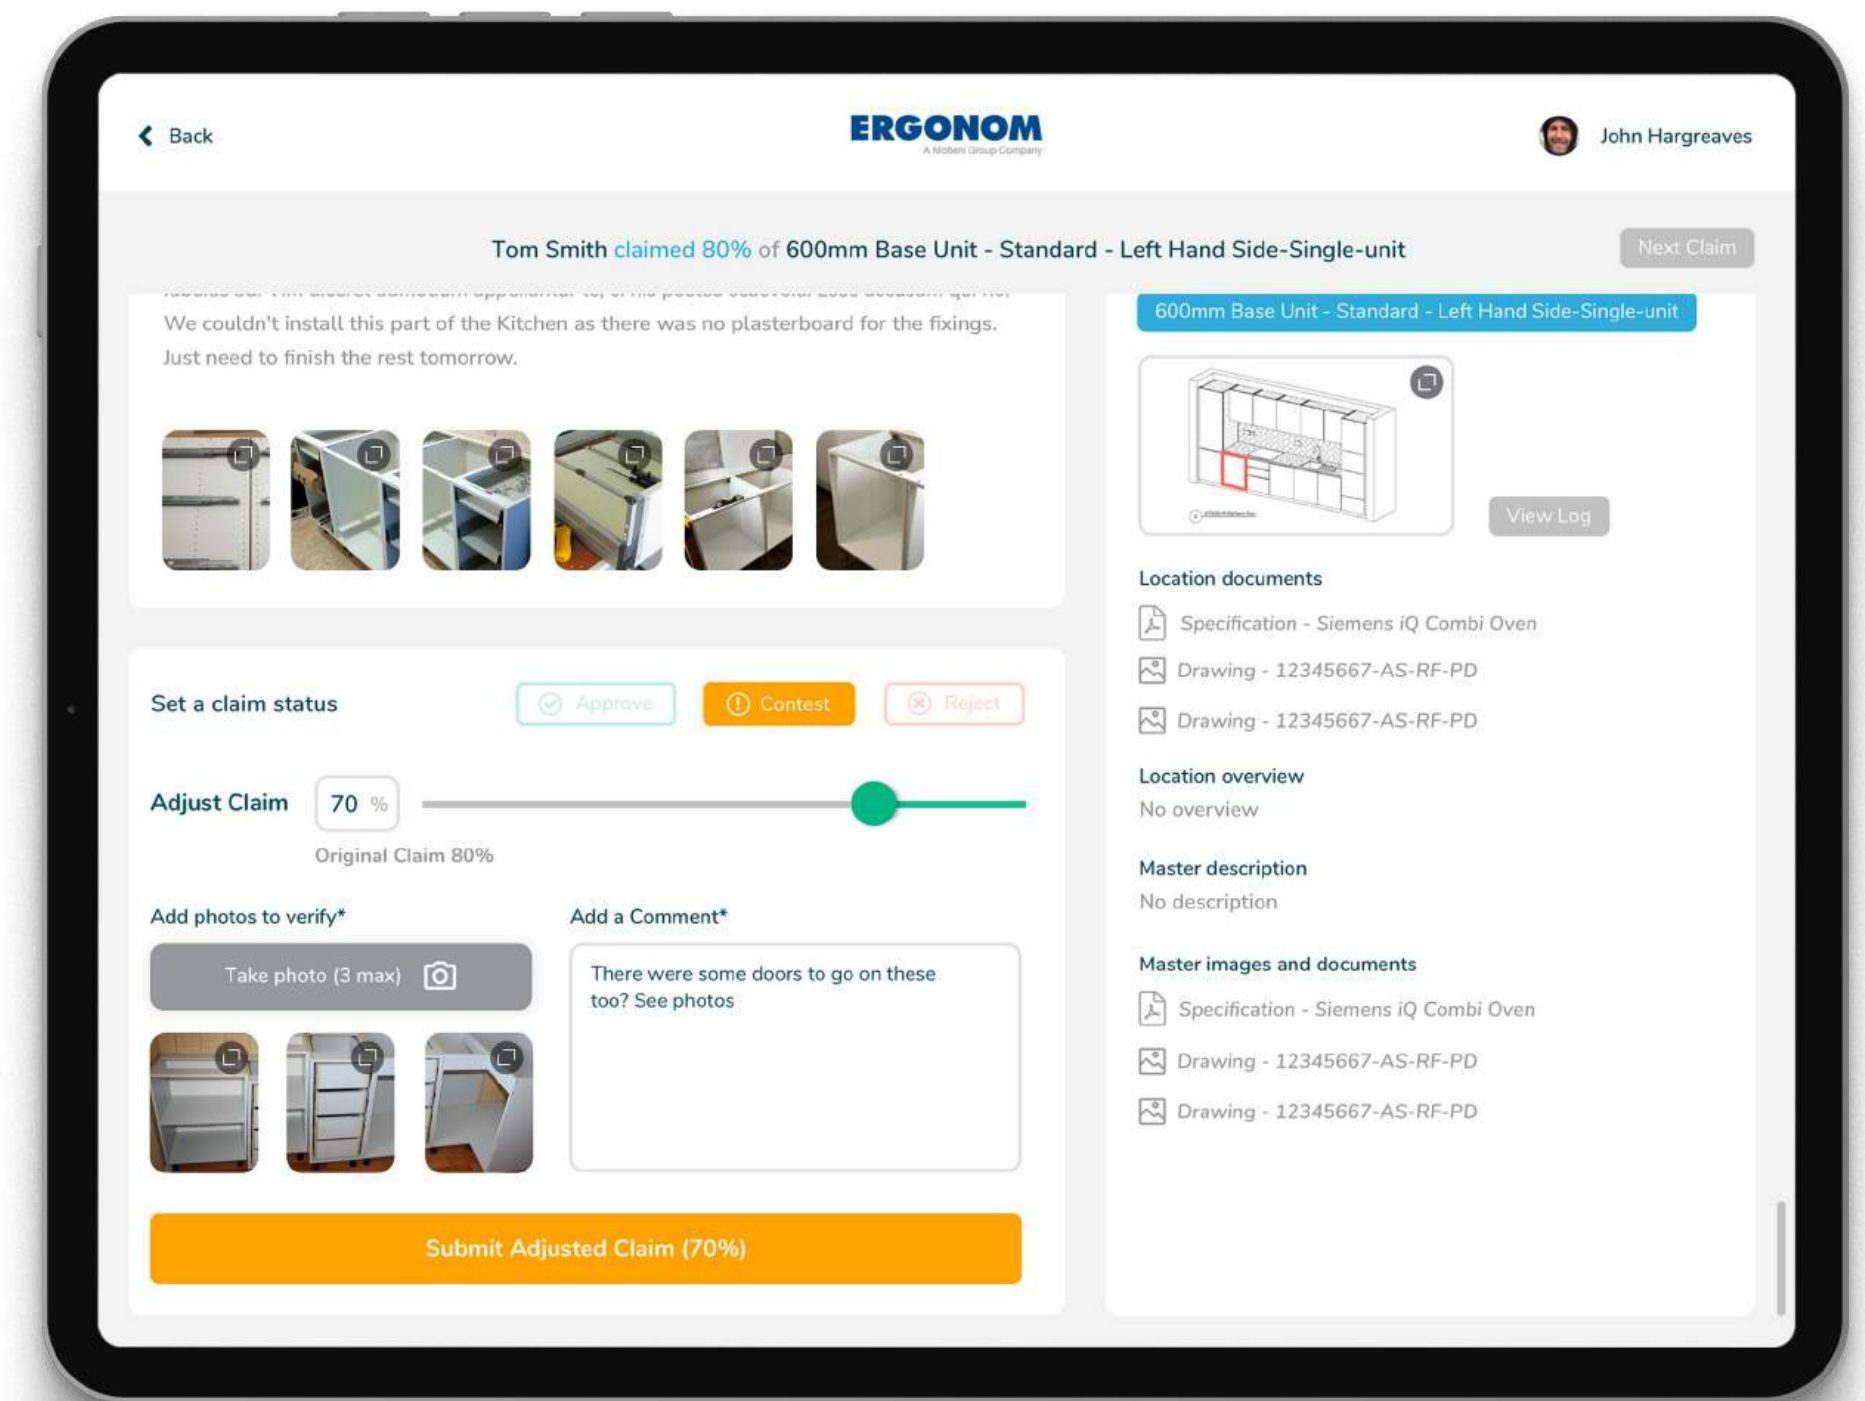 Back
ERGONOM
A Mobeni Group Company
John Hargreaves
Tom Smith claimed 80% of 600mm Base Unit - Standard - Left Hand Side-Single-unit
Next Claim
We couldn't install this part of the Kitchen as there was no plasterboard for the fixings.
Just need to finish the rest tomorrow.
Set a claim status
Approve
Contest
Reject
Adjust Claim
70 %
Original Claim 80%
Add photos to verify*
Take photo (3 max)
Add a Comment*
There were some doors to go on these
too? See photos
Submit Adjusted Claim (70%)
600mm Base Unit - Standard - Left Hand Side-Single-unit
View Log
Location documents
Specification - Siemens iQ Combi Oven
Drawing - 12345667-AS-RF-PD
Drawing - 12345667-AS-RF-PD
Location overview
No overview
Master description
No description
Master images and documents
Specification - Siemens iQ Combi Oven
Drawing - 12345667-AS-RF-PD
Drawing - 12345667-AS-RF-PD